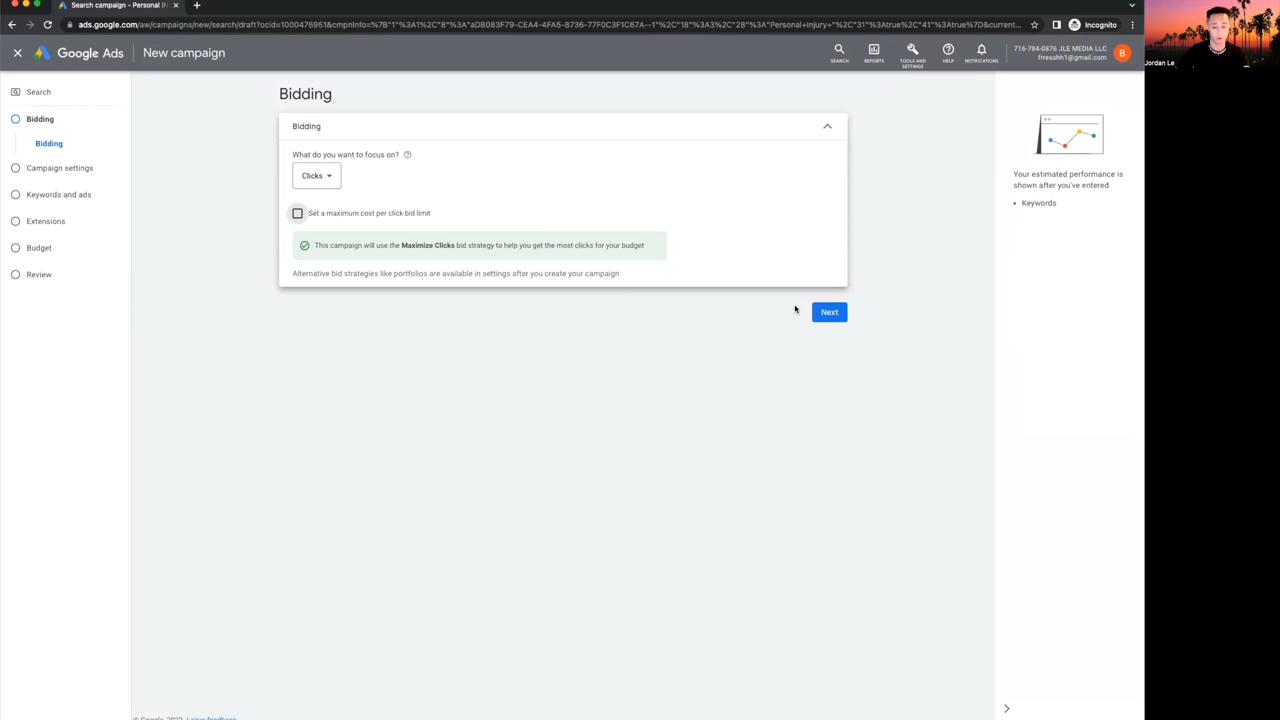 Search campaign - Personal I
ads.google.com/aw/campaigns/new/search/draft?ocid=1000476951&cmpnInfo=%7B"1"%3A1%2C"8"%3A"aDB083F79-CEA4-4FA5-8736-77F0C3F1C67A--1"%2C"18"%3A3%2C"28"%3A"Personal+Injury+"%2C"31"%3Atrue%2C"41"%3Atrue%7D&current...
Incognito
Google Ads
New campaign
SEARCH
REPORTS
TOOLS AND SETTINGS
HELP
NOTIFICATIONS
716-784-0876 JLE MEDIA LLC
frresshh1@gmail.com
B
Jordan Le
Search
Bidding
Bidding
Campaign settings
Keywords and ads
Extensions
Budget
Review
Bidding
Bidding
What do you want to focus on?
Clicks
Set a maximum cost per click bid limit
This campaign will use the Maximize Clicks bid strategy to help you get the most clicks for your budget
Alternative bid strategies like portfolios are available in settings after you create your campaign
Next
Your estimated performance is
shown after you've entered
• Keywords
© Google, 2022. Leave feedback